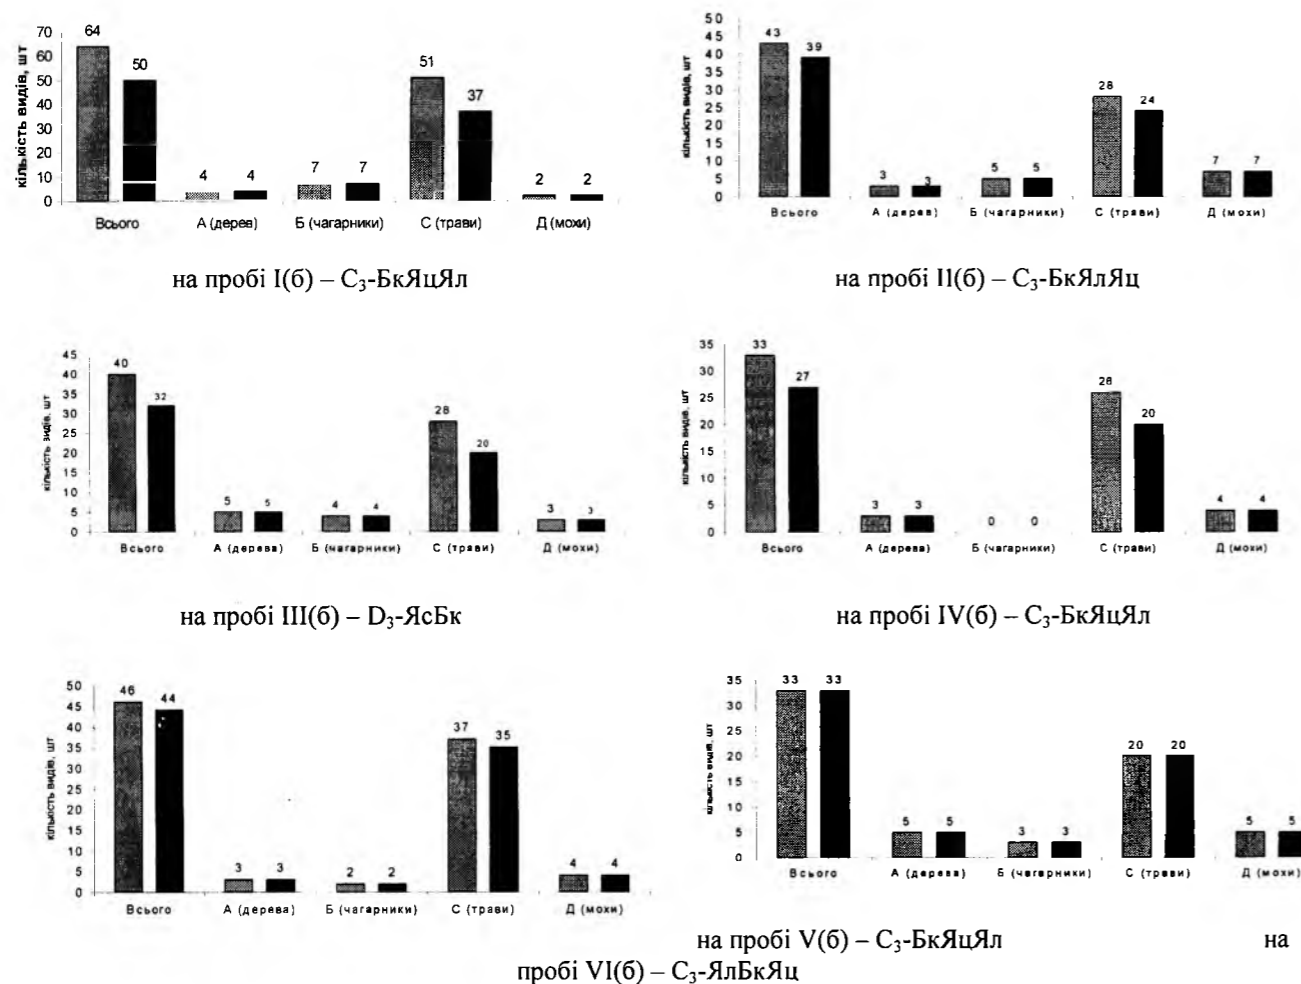 70
60
50
40
30
20
10
0
кількість видів, шт
64
50
4
4
7
7
51
37
2
2
Всього
А (дерев)
Б (чагарники)
С (трави)
Д (мохи)
на пробі I(б) – С₃-БкЯцЯл
50
45
40
35
30
25
20
15
10
5
0
кількість видів, шт
43
39
3
3
5
5
28
24
7
7
Всього
А (дерев)
Б (чагарники)
С (трави)
Д (мохи)
на пробі II(б) – С₃-БкЯлЯц
45
40
35
30
25
20
15
10
5
0
кількість видів, шт
40
32
5
5
4
4
28
20
3
3
Всього
А (дерева)
Б (чагарники)
С (трави)
Д (мохи)
на пробі III(б) – D₃-ЯсБк
35
30
25
20
15
10
5
0
кількість видів, шт
33
27
3
3
0
0
26
20
4
4
Всього
А (дерева)
Б (чагарники)
С (трави)
Д (мохи)
на пробі IV(б) – С₃-БкЯцЯл
50
45
40
35
30
25
20
15
10
5
0
кількість видів, шт
46
44
3
3
2
2
37
35
4
4
Всього
А (дерева)
Б (чагарники)
С (трави)
Д (мохи)
35
30
25
20
15
10
5
0
кількість видів, шт
33
33
5
5
3
3
20
20
5
5
Всього
А (дерева)
Б (чагарники)
С (трави)
Д (мохи)
на пробі V(б) – С₃-БкЯцЯл на
пробі VI(б) – С₃-ЯлБкЯц